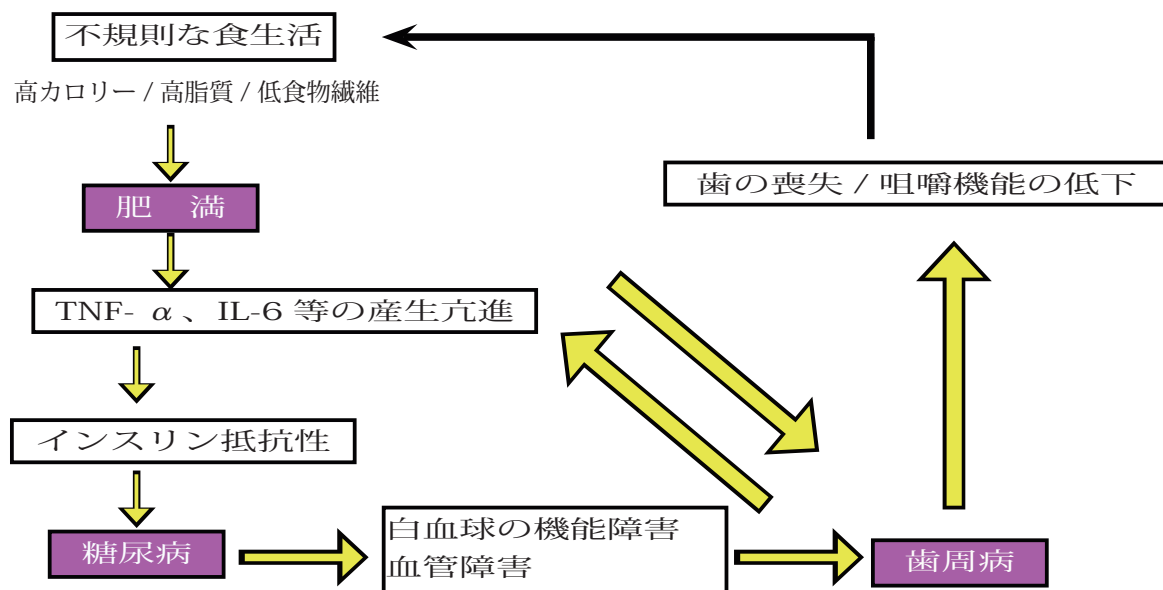 不規則な食生活
高カロリー / 高脂質 / 低食物繊維
歯の喪失 / 咀嚼機能の低下
肥　満
TNF- α 、IL-6 等の産生亢進
インスリン抵抗性
白血球の機能障害
血管障害
糖尿病
歯周病